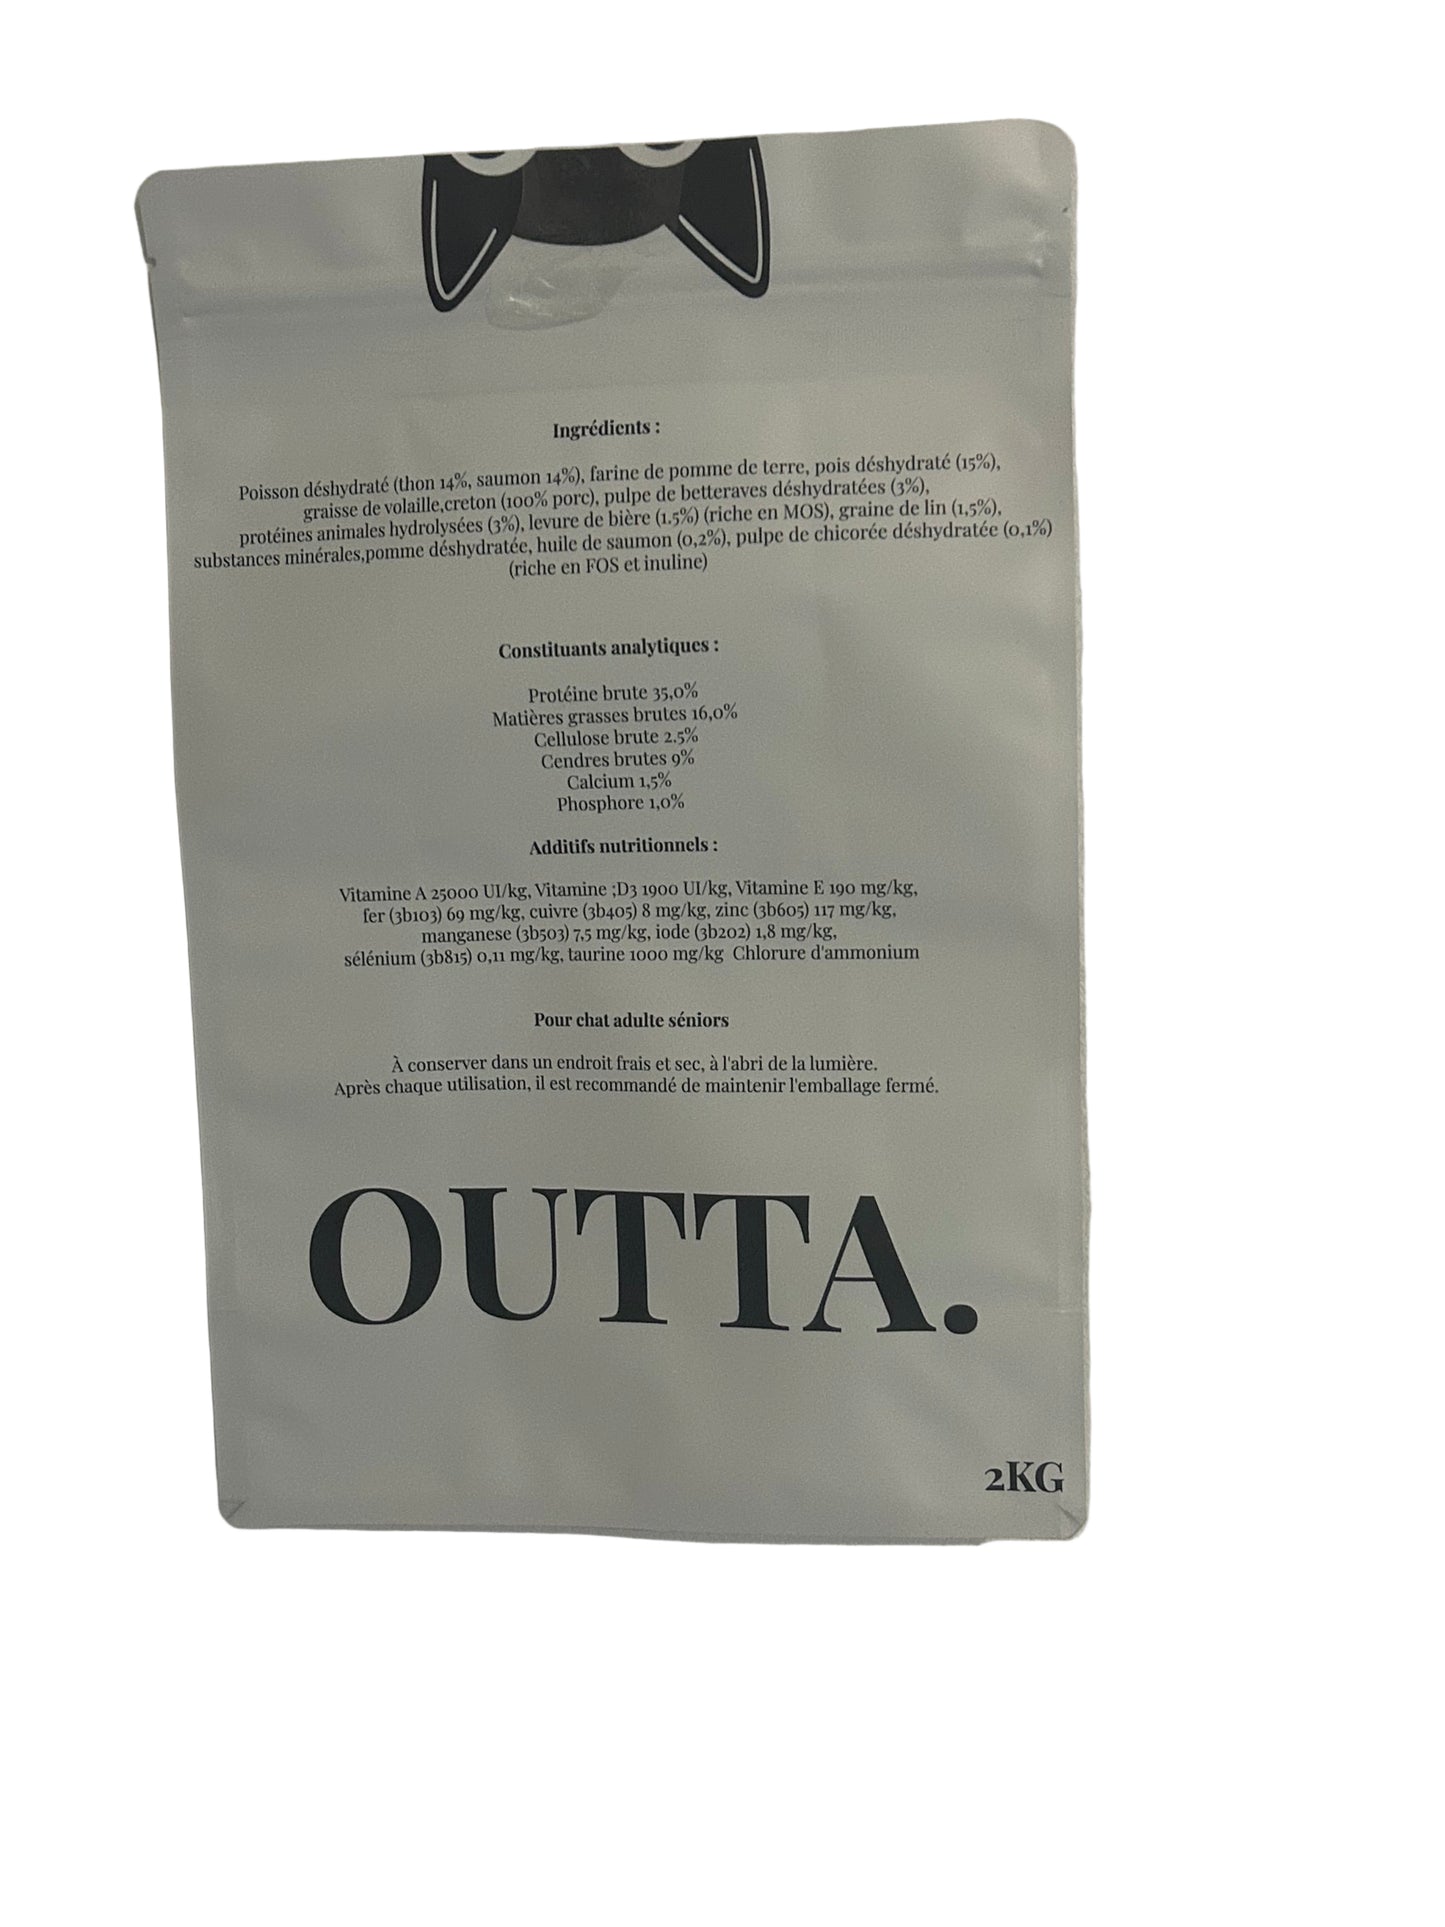 Ingrédients :
Poisson déshydraté (thon 14%, saumon 14%), farine de pomme de terre, pois déshydraté (15%),
graisse de volaille,creton (100% porc), pulpe de betteraves déshydratées (3%),
protéines animales hydrolysées (3%), levure de bière (1.5%) (riche en MOS), graine de lin (1,5%),
substances minérales,pomme déshydratée, huile de saumon (0,2%), pulpe de chicorée déshydratée (0,1%)
(riche en FOS et inuline)
Constituants analytiques :
Protéine brute 35,0%
Matières grasses brutes 16,0%
Cellulose brute 2.5%
Cendres brutes 9%
Calcium 1,5%
Phosphore 1,0%
Additifs nutritionnels :
Vitamine A 25000 UI/kg, Vitamine ;D3 1900 UI/kg, Vitamine E 190 mg/kg,
fer (3b103) 69 mg/kg, cuivre (3b405) 8 mg/kg, zinc (3b605) 117 mg/kg,
manganese (3b503) 7,5 mg/kg, iode (3b202) 1,8 mg/kg,
sélénium (3b815) 0,11 mg/kg, taurine 1000 mg/kg  Chlorure d'ammonium
Pour chat adulte séniors
À conserver dans un endroit frais et sec, à l'abri de la lumière.
Après chaque utilisation, il est recommandé de maintenir l'emballage fermé.
OUTTA.
2KG